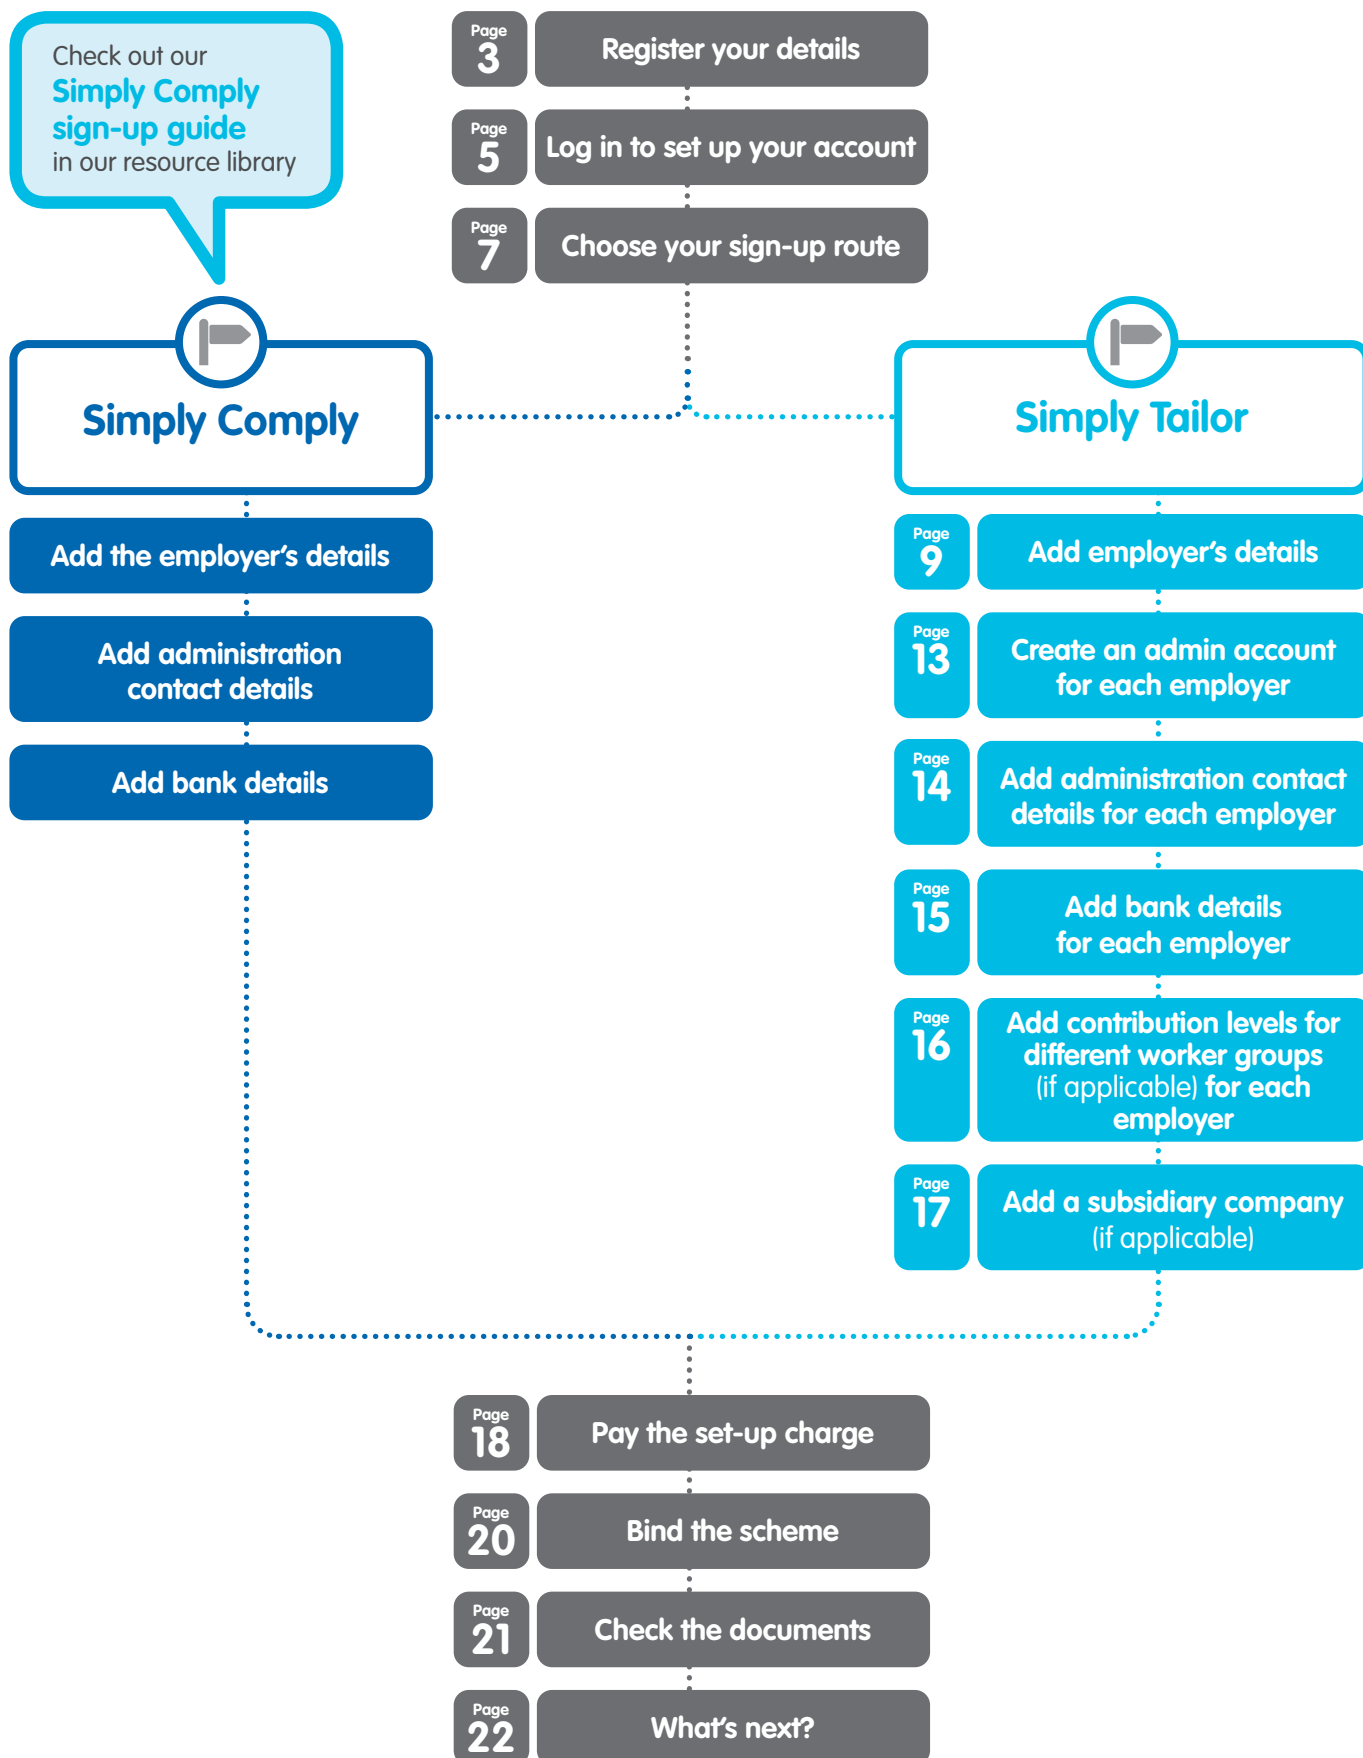 Check out our
Simply Comply
sign-up guide
in our resource library
Page
3
Register your details
Page
5
Log in to set up your account
Page
7
Choose your sign-up route
Simply Comply
Add the employer's details
Add administration
contact details
Add bank details
Simply Tailor
Page
9
Add employer's details
Page
13
Create an admin account
for each employer
Page
14
Add administration contact
details for each employer
Page
15
Add bank details
for each employer
Page
16
Add contribution levels for
different worker groups
(if applicable) for each
employer
Page
17
Add a subsidiary company
(if applicable)
Page
18
Pay the set-up charge
Page
20
Bind the scheme
Page
21
Check the documents
Page
22
What's next?